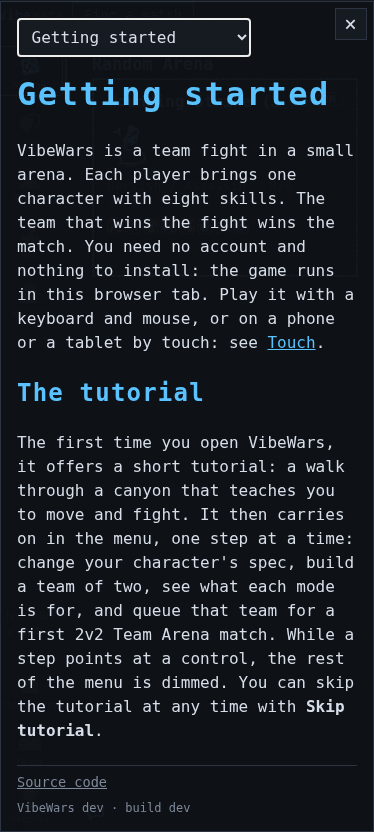 Getting started
×
Getting started
VibeWars is a team fight in a small
arena. Each player brings one
character with eight skills. The
team that wins the fight wins the
match. You need no account and
nothing to install: the game runs
in this browser tab. Play it with a
keyboard and mouse, or on a phone
or a tablet by touch: see Touch.
The tutorial
The first time you open VibeWars,
it offers a short tutorial: a walk
through a canyon that teaches you
to move and fight. It then carries
on in the menu, one step at a time:
change your character's spec, build
a team of two, see what each mode
is for, and queue that team for a
first 2v2 Team Arena match. While a
step points at a control, the rest
of the menu is dimmed. You can skip
the tutorial at any time with Skip
tutorial.
Source code
VibeWars dev · build dev